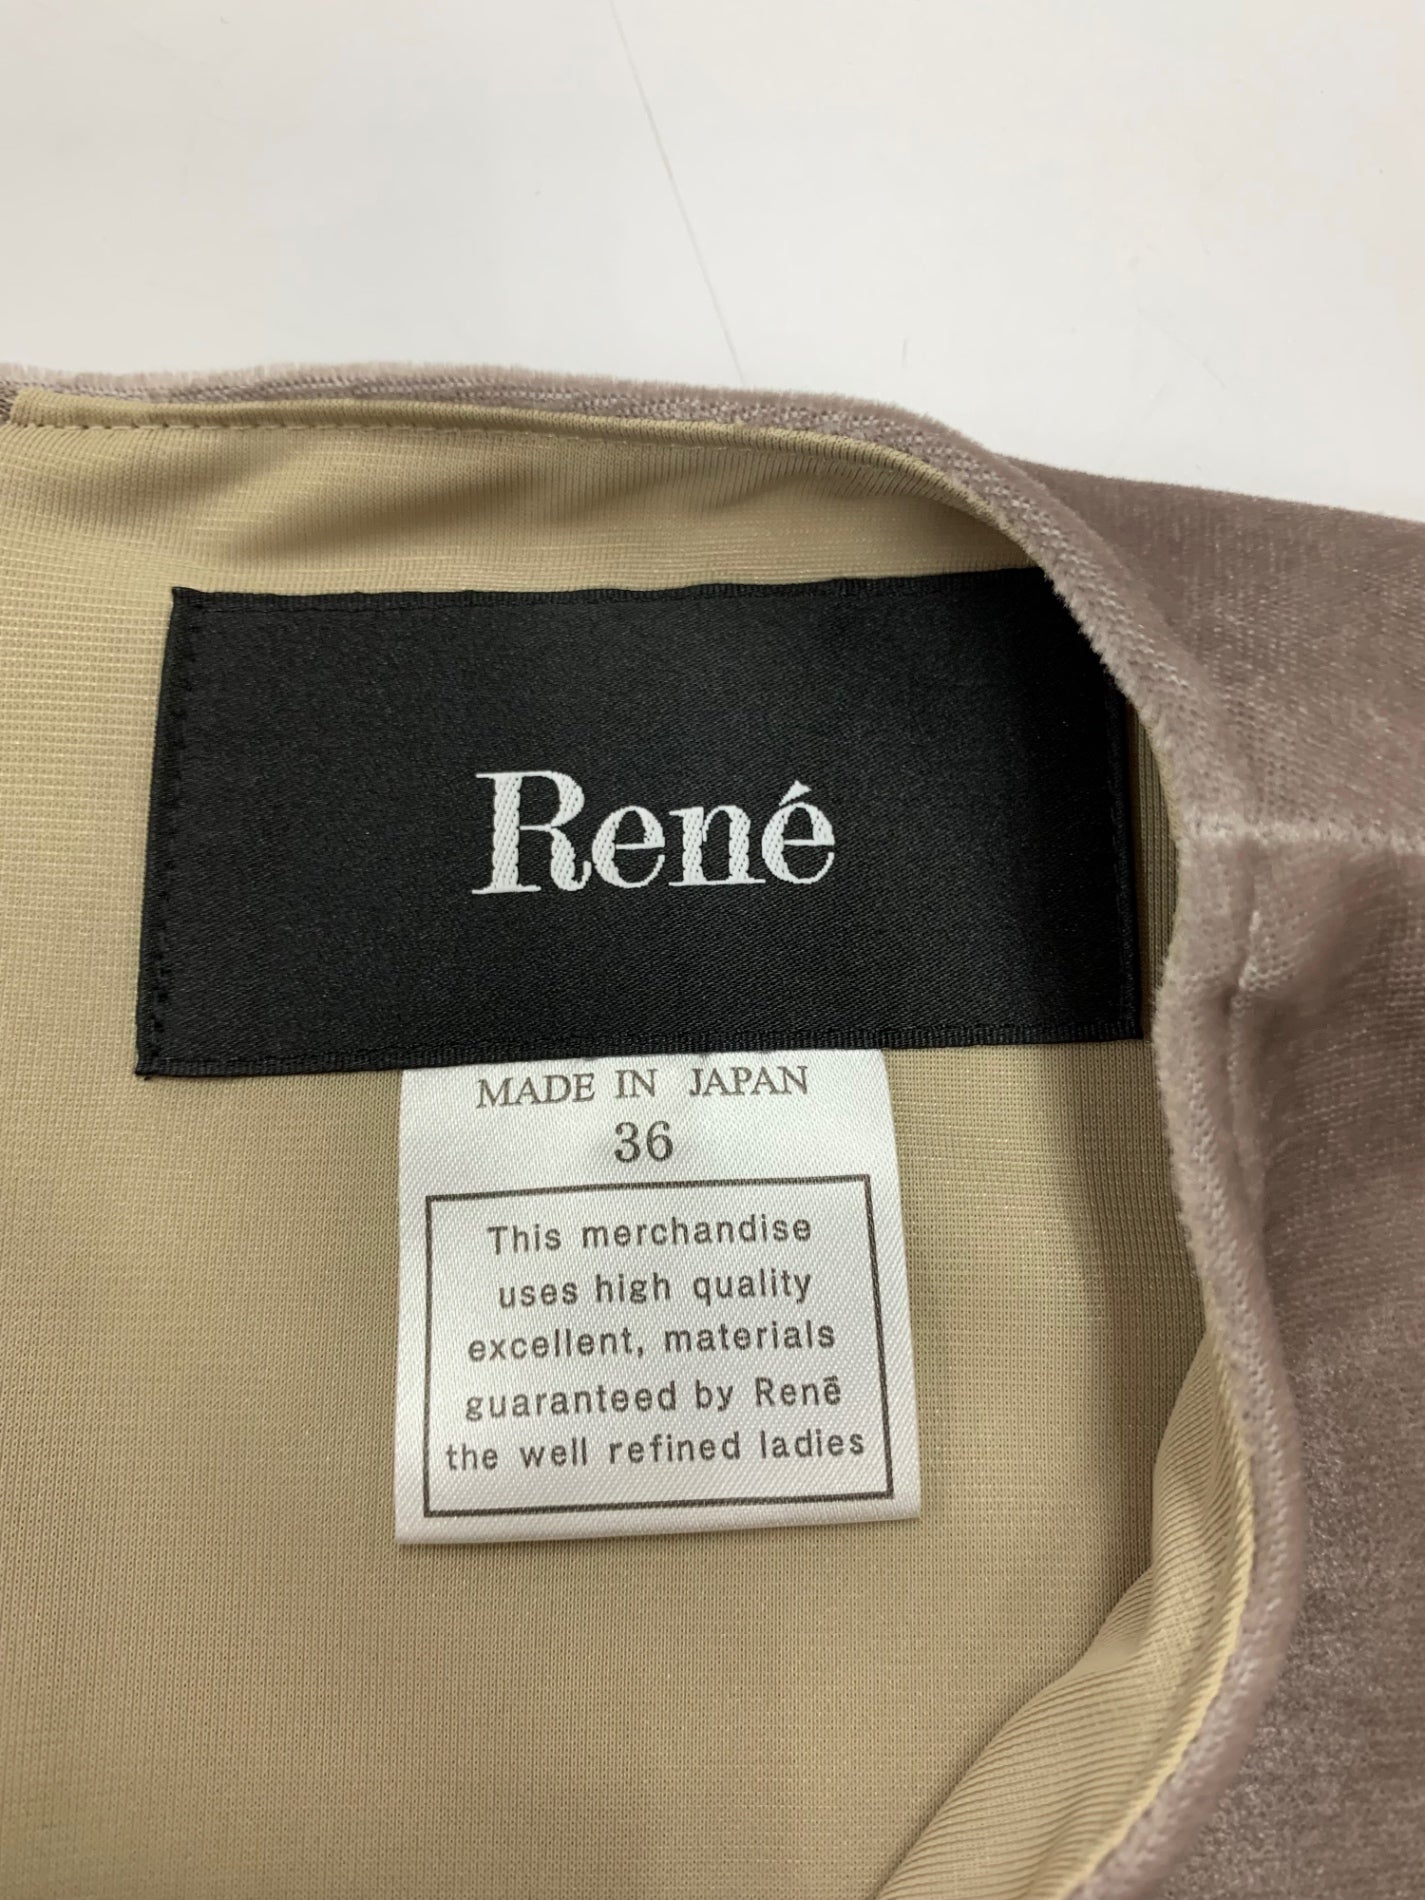 René
MADE IN JAPAN
36
This merchandise
uses high quality
excellent, materials
guaranteed by Renē
the well refined ladies